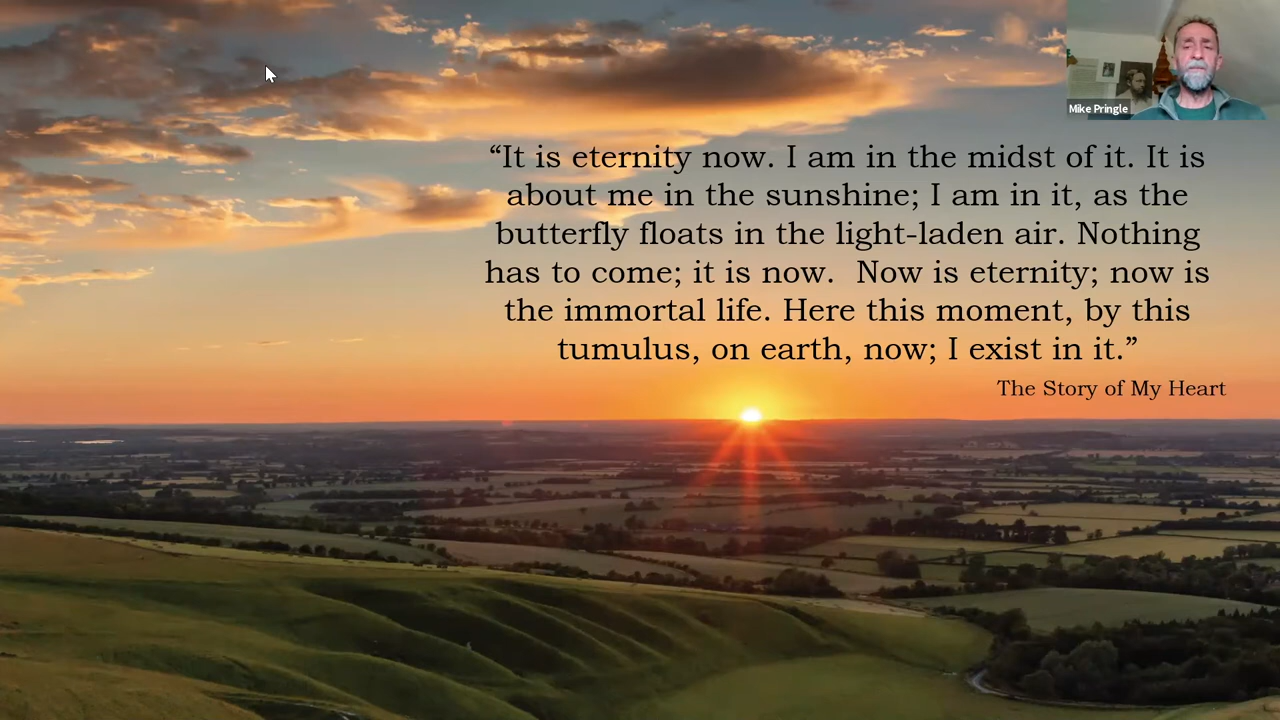 Mike Pringle
“It is eternity now. I am in the midst of it. It is
about me in the sunshine; I am in it, as the
butterfly floats in the light-laden air. Nothing
has to come; it is now.  Now is eternity; now is
the immortal life. Here this moment, by this
tumulus, on earth, now; I exist in it.”
The Story of My Heart